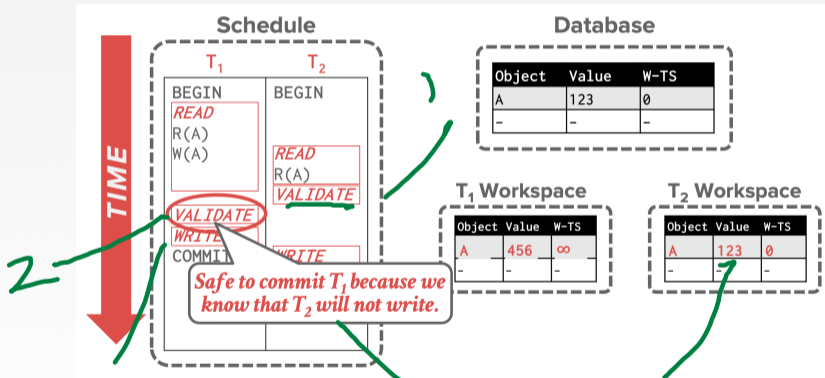 Schedule
T1 T2
BEGIN BEGIN
READ
R(A)
W(A)
READ
R(A)
VALIDATE
VALIDATE
WRITE
COMMIT
WRITE
Safe to commit T1 because we
know that T2 will not write.
TIME
2
Database
Object Value W-TS
A 123 0
- - -
T1 Workspace
Object Value W-TS
A 456 ∞
- - -
T2 Workspace
Object Value W-TS
A 123 0
- - -